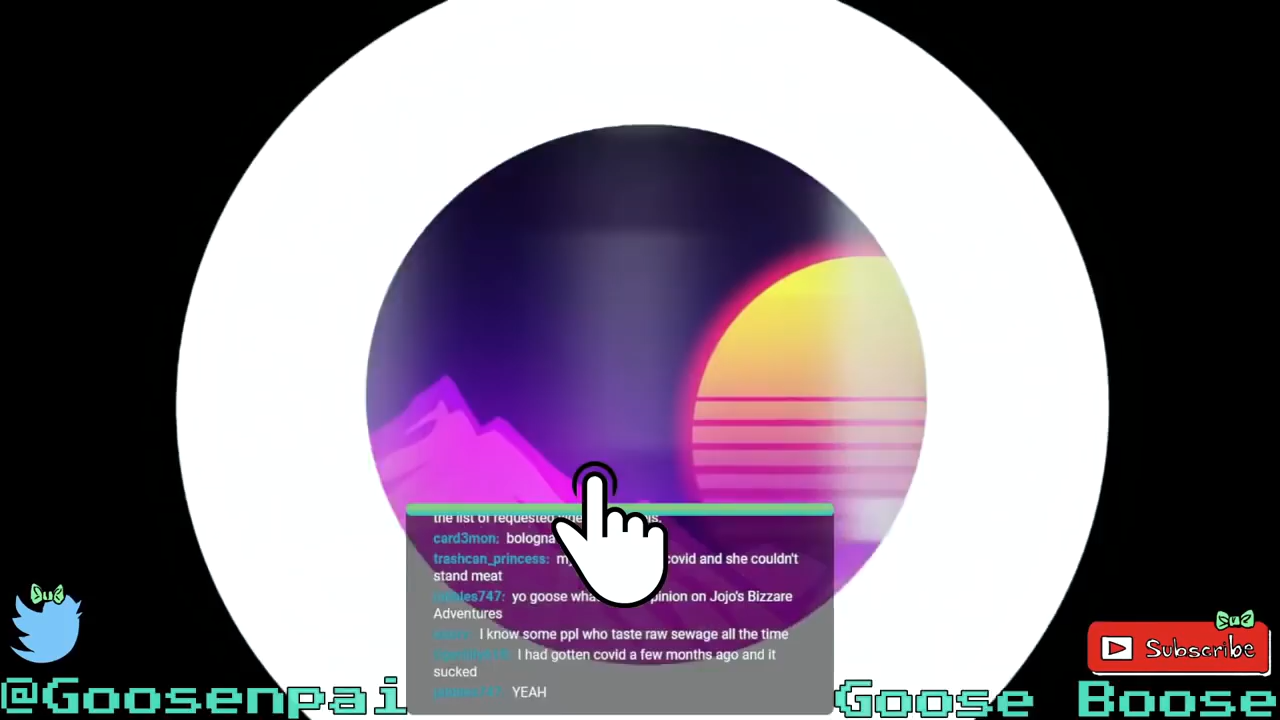 the list of requested
card3mon: bologna
trashcan_princess: covid and she couldn't
stand meat
yo goose on Jojo's Bizzare
Adventures
I know some ppl who taste raw sewage all the time
I had gotten covid a few months ago and it
sucked
YEAH
Subscribe
@Goosenpai
Goose Boose